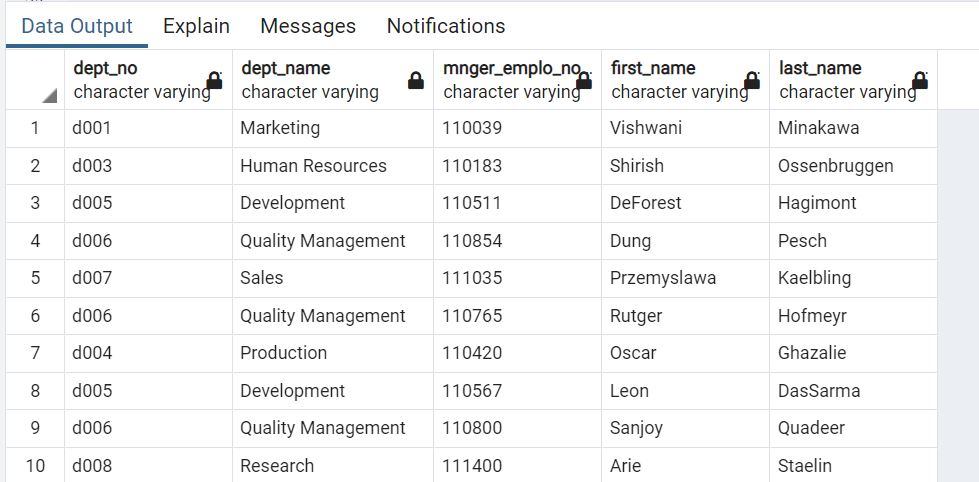 Data Output Explain Messages Notifications
dept_no dept_name mnger_emplo_no first_name last_name
character varying character varying character varying character varying character varying
1 d001 Marketing 110039 Vishwani Minakawa
2 d003 Human Resources 110183 Shirish Ossenbruggen
3 d005 Development 110511 DeForest Hagimont
4 d006 Quality Management 110854 Dung Pesch
5 d007 Sales 111035 Przemyslawa Kaelbling
6 d006 Quality Management 110765 Rutger Hofmeyr
7 d004 Production 110420 Oscar Ghazalie
8 d005 Development 110567 Leon DasSarma
9 d006 Quality Management 110800 Sanjoy Quadeer
10 d008 Research 111400 Arie Staelin